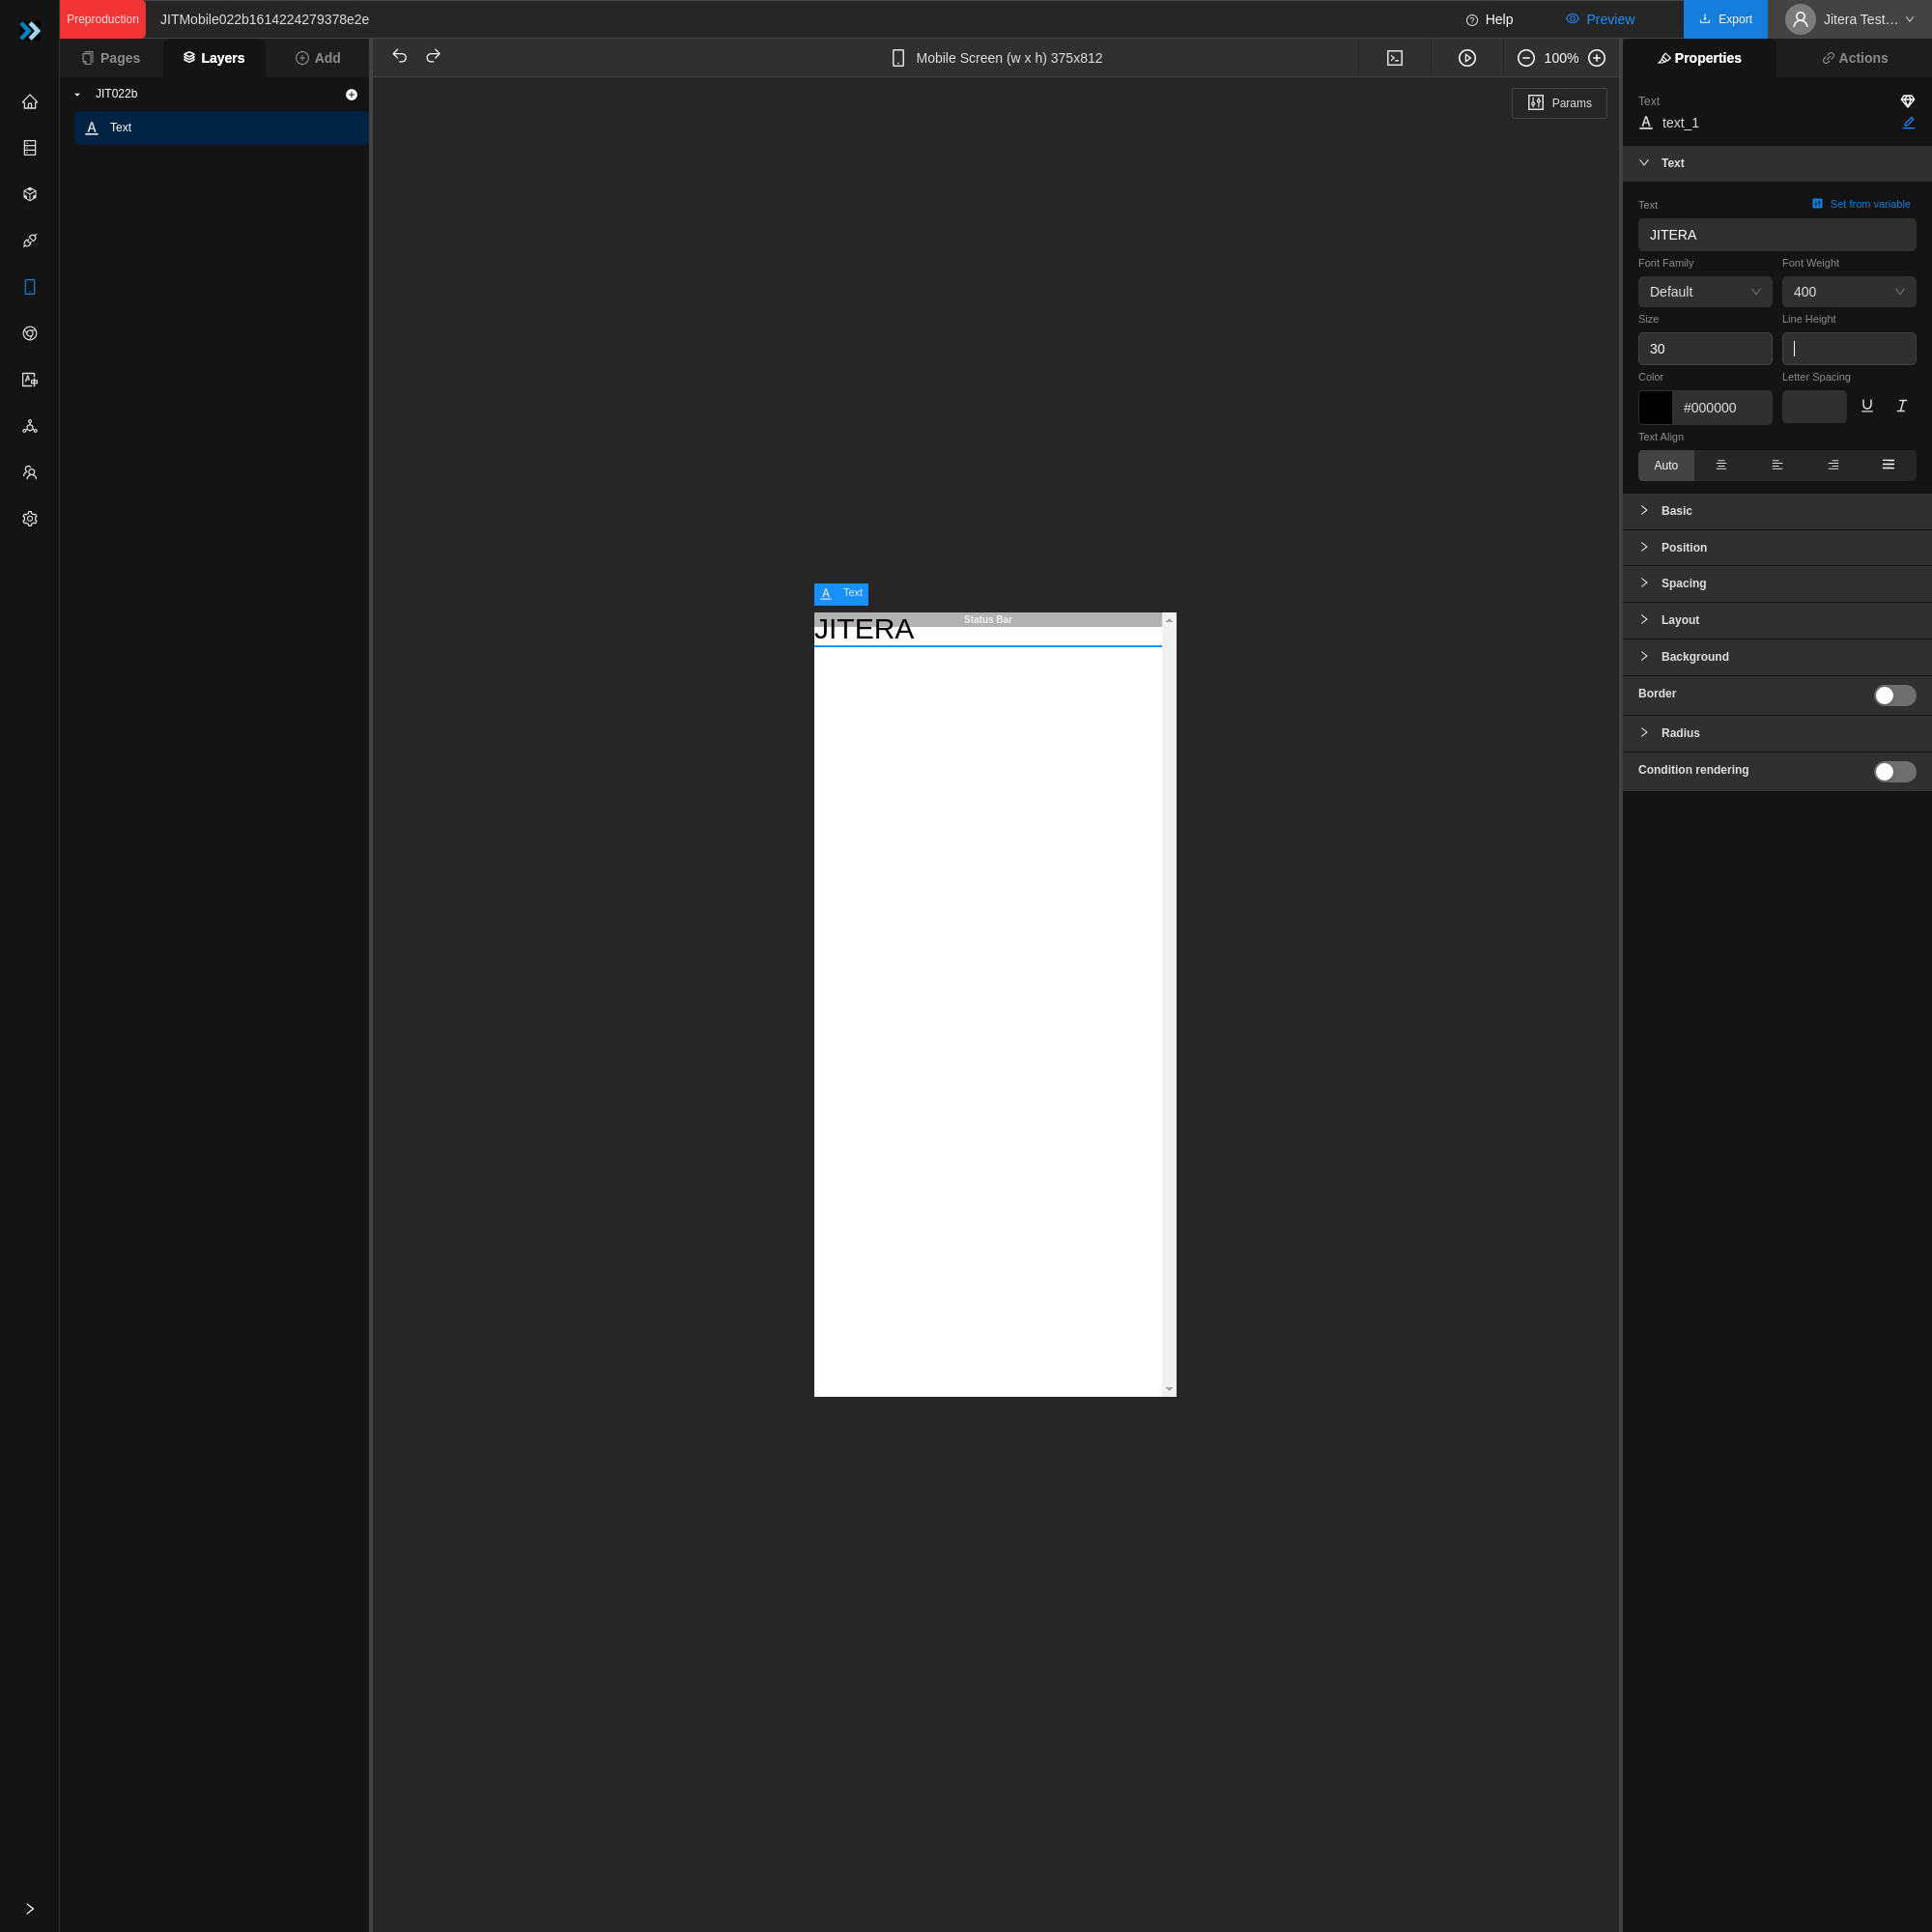 Preproduction
JITMobile022b1614224279378e2e
Help
Preview
Export
Jitera Test...
Pages
Layers
Add
Mobile Screen (w x h) 375x812
100%
Properties
Actions
JIT022b
Text
Params
Text
text_1
Text
Text
Set from variable
JITERA
Font Family
Font Weight
Default
400
Size
Line Height
30
Color
Letter Spacing
#000000
Text Align
Auto
Basic
Position
Spacing
Layout
Background
Border
Radius
Condition rendering
Text
Status Bar
JITERA